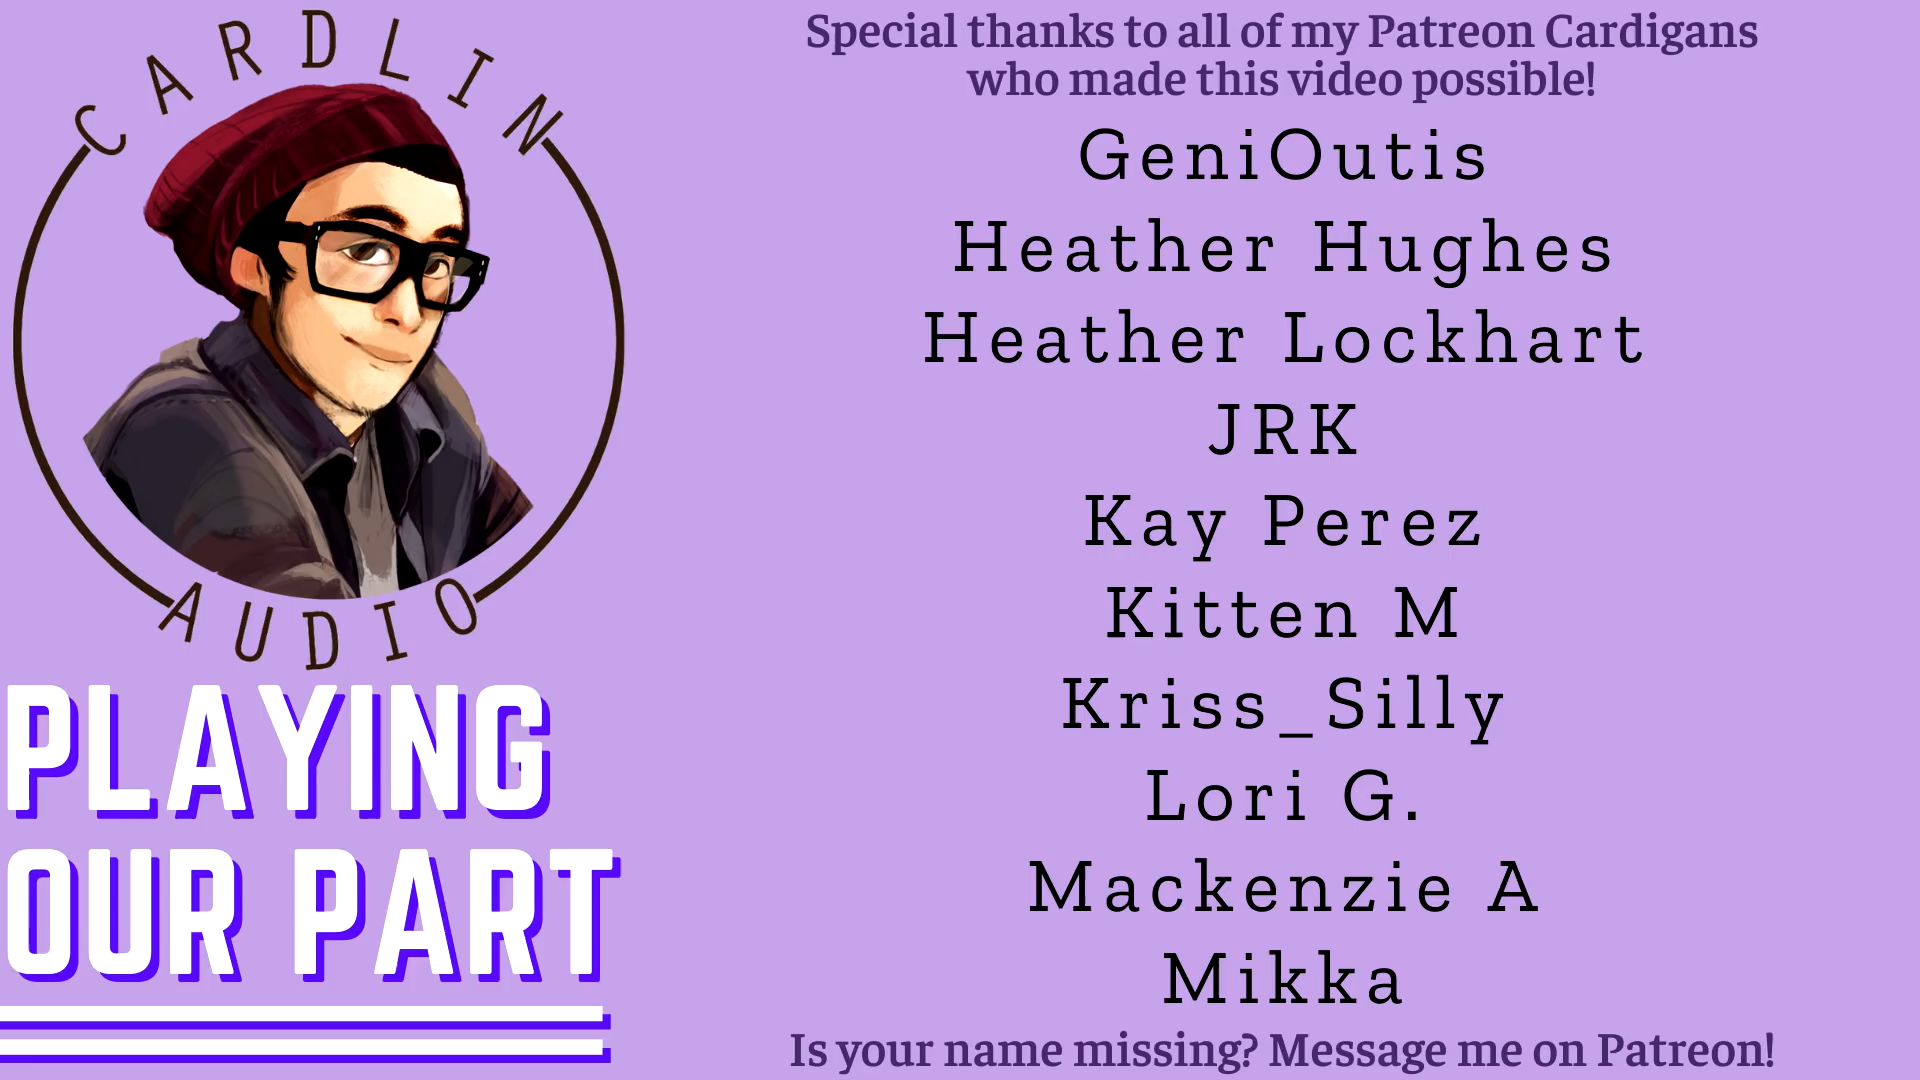 CARDLIN
AUDIO
PLAYING
OUR PART
Special thanks to all of my Patreon Cardigans
who made this video possible!
GeniOutis
Heather Hughes
Heather Lockhart
JRK
Kay Perez
Kitten M
Kriss_Silly
Lori G.
Mackenzie A
Mikka
Is your name missing? Message me on Patreon!